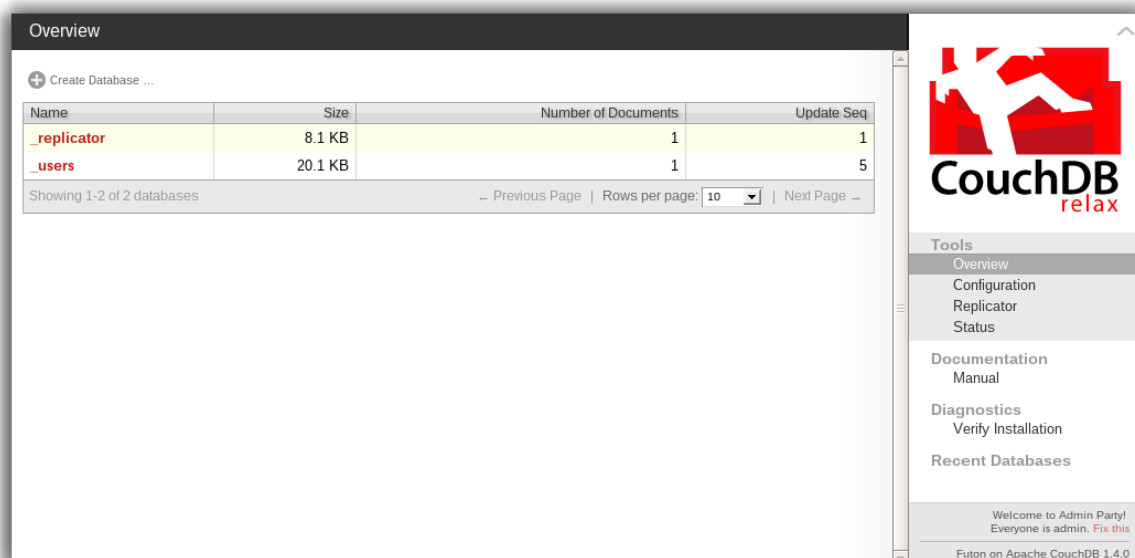 Overview
Create Database ...
Name Size Number of Documents Update Seq
_replicator 8.1 KB 1 1
_users 20.1 KB 1 5
Showing 1-2 of 2 databases ← Previous Page | Rows per page: 10 | Next Page →
CouchDB
relax
Tools
Overview
Configuration
Replicator
Status
Documentation
Manual
Diagnostics
Verify Installation
Recent Databases
Welcome to Admin Party!
Everyone is admin. Fix this
Futon on Apache CouchDB 1.4.0